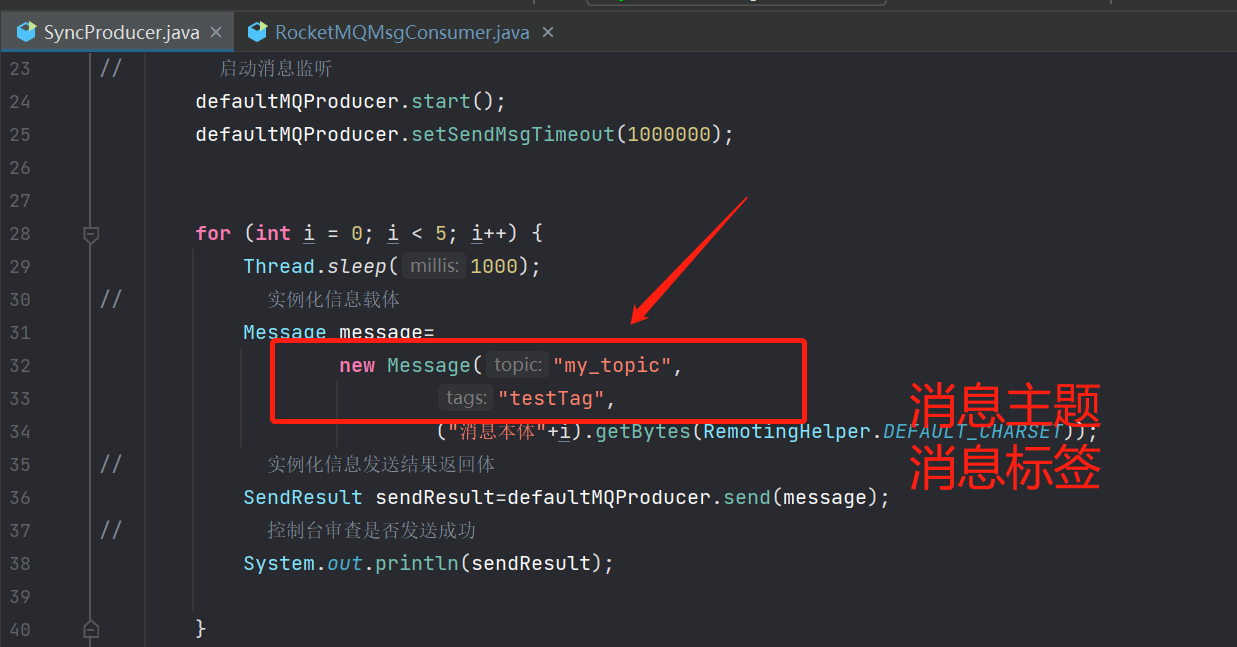 SyncProducer.java × RocketMQMsgConsumer.java ×
23 // 启动消息监听
24 defaultMQProducer.start();
25 defaultMQProducer.setSendMsgTimeout(1000000);
26
27
28 for (int i = 0; i < 5; i++) {
29 Thread.sleep( millis: 1000);
30 // 实例化信息载体
31 Message message=
32 new Message( topic: "my_topic",
33 tags: "testTag",
消息主题
34 ("消息本体"+i).getBytes(RemotingHelper.DEFAULT_CHARSET));
35 // 实例化信息发送结果返回体
消息标签
36 SendResult sendResult=defaultMQProducer.send(message);
37 // 控制台审查是否发送成功
38 System.out.println(sendResult);
39
40 }